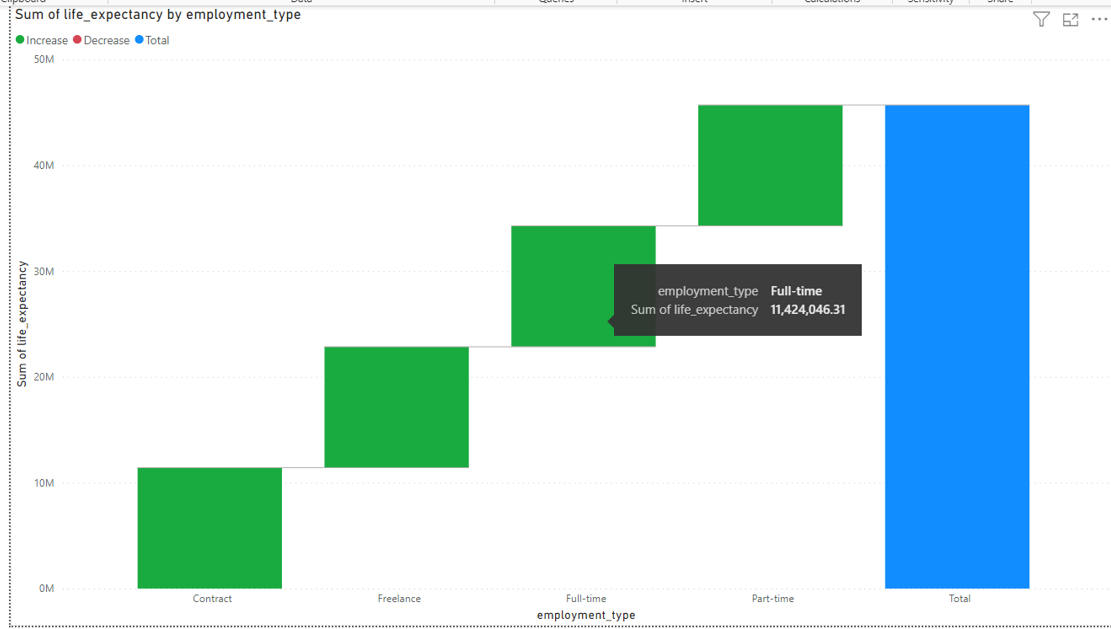 Clipboard Data Queries Insert Calculations Sensitivity Share
Sum of life_expectancy by employment_type
Increase Decrease Total
50M
40M
30M
20M
10M
0M
Sum of life_expectancy
employment_type Full-time
Sum of life_expectancy 11,424,046.31
Contract Freelance Full-time Part-time Total
employment_type